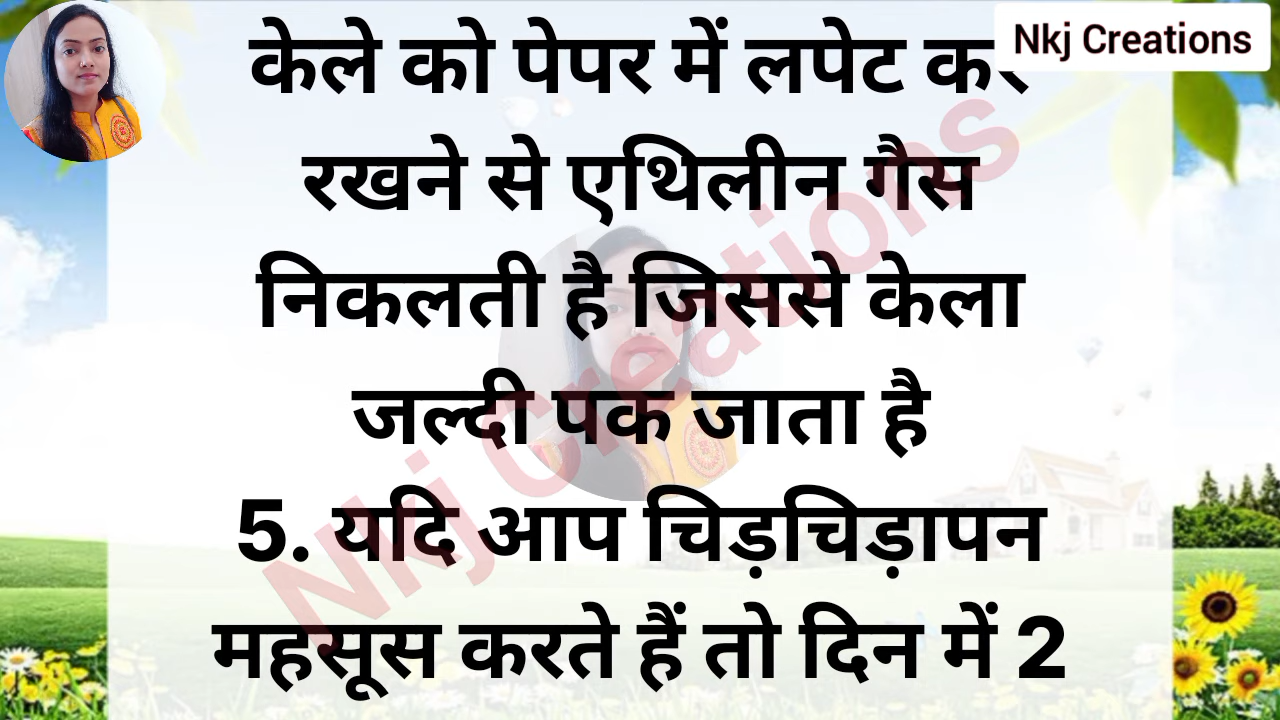 Nkj Creations
केले को पेपर में लपेट कर
रखने से एथिलीन गैस
निकलती है जिससे केला
जल्दी पक जाता है
5. यदि आप चिड़चिड़ापन
महसूस करते हैं तो दिन में 2
Nkj Creations